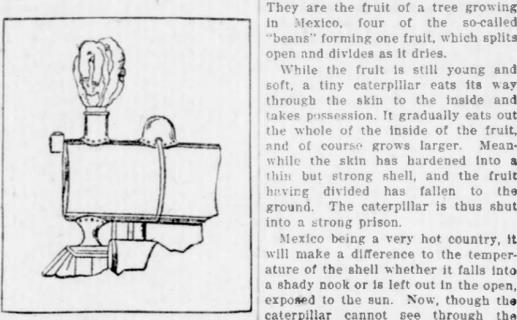 They are the fruit of a tree growing
in Mexico, four of the so-called
"beans" forming one fruit, which splits
open and divides as it dries.
While the fruit is still young and
soft, a tiny caterpillar eats its way
through the skin to the inside and
takes possession. It gradually eats out
the whole of the inside of the fruit,
and of course grows larger. Mean-
while the skin has hardened into a
thin but strong shell, and the fruit
having divided has fallen to the
ground. The caterpillar is thus shut
into a strong prison.
Mexico being a very hot country, it
will make a difference to the temper-
ature of the shell whether it falls into
a shady nook or is left out in the open,
exposed to the sun. Now, though the
caterpillar cannot see through the